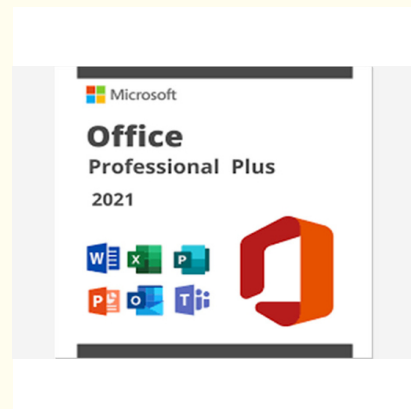 Microsoft
Office
Professional Plus
2021
W X P
P O T